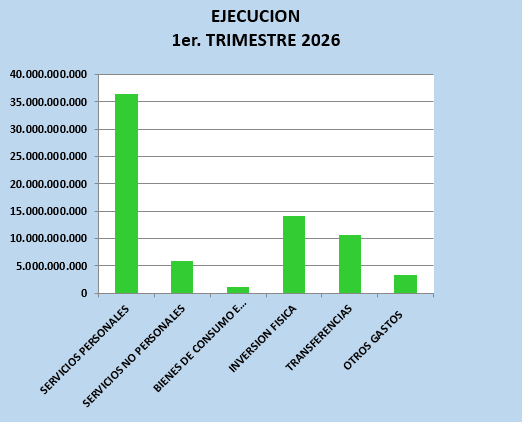 EJECUCION
1er. TRIMESTRE 2026
40.000.000.000
35.000.000.000
30.000.000.000
25.000.000.000
20.000.000.000
15.000.000.000
10.000.000.000
5.000.000.000
0
SERVICIOS PERSONALES
SERVICIOS NO PERSONALES
BIENES DE CONSUMO E...
INVERSION FISICA
TRANSFERENCIAS
OTROS GASTOS